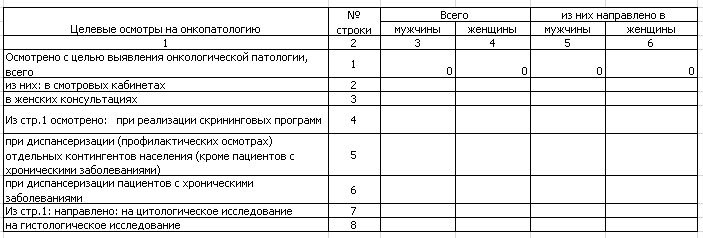 Целевые осмотры на онкопатологию № строки Всего из них направлено в
мужчины женщины мужчины женщины
1 2 3 4 5 6
Осмотрено с целью выявления онкологической патологии,
всего 1 0 0 0 0
из них: в смотровых кабинетах 2
в женских консультациях 3
Из стр.1 осмотрено: при реализации скрининговых программ 4
при диспансеризации (профилактических осмотрах)
отдельных контингентов населения (кроме пациентов с 5
хроническими заболеваниями)
при диспансеризации пациентов с хроническими
заболеваниями 6
Из стр.1: направлено: на цитологическое исследование 7
на гистологическое исследование 8